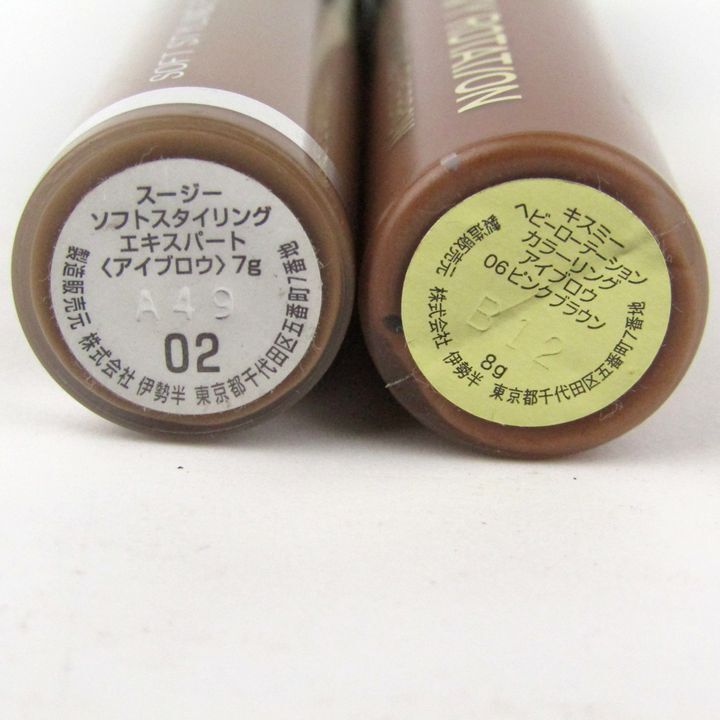 SOFT
スージー
ソフトスタイリング
エキスパート
〈アイブロウ〉7g
A49
02
製造販売元 株式会社 伊勢半 東京都千代田区五番町7番地
キスミー
ヘビーローテーション
カラーリング
アイブロウ
06ピンクブラウン
B12
8g
製造販売元 株式会社 伊勢半 東京都千代田区五番町7番地